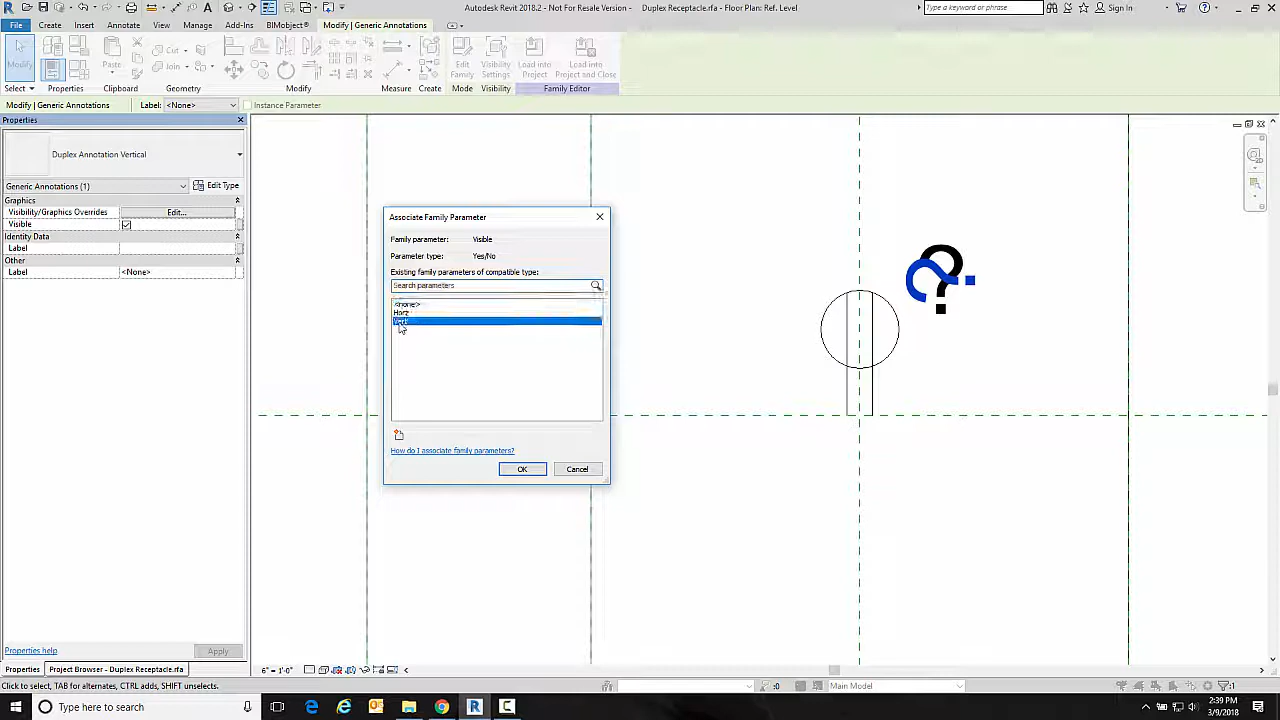 Autodesk Revit 2018.2 - Not For Resale Version - Duplex Receptacle.rfa - Floor Plan: Ref. Level
Type a keyword or phrase
Sign In
File Create Insert Annotate View Manage Add-Ins BIMobject® Modify | Generic Annotations
Modify
Paste
Cut
Join
Edit Family
Visibility Settings
Load into Project
Load into Project and Close
Select Properties Clipboard Geometry Modify Measure Create Mode Visibility Family Editor
Modify | Generic Annotations Label: <None> Instance Parameter
Properties
Duplex Annotation Vertical
Generic Annotations (1) Edit Type
Graphics
Visibility/Graphics Overrides Edit...
Visible
Identity Data
Label
Other
Label <None>
Associate Family Parameter
Family parameter: Visible
Parameter type: Yes/No
Existing family parameters of compatible type:
Search parameters
<none>
Horz
Vert
How do I associate family parameters?
OK Cancel
?
?
Properties help Apply
Properties Project Browser - Duplex Receptacle.rfa
6" = 1'-0"
Click to select, TAB for alternates, CTRL adds, SHIFT unselects.
:0 Main Model :1
Type here to search
2:39 PM
3/9/2018